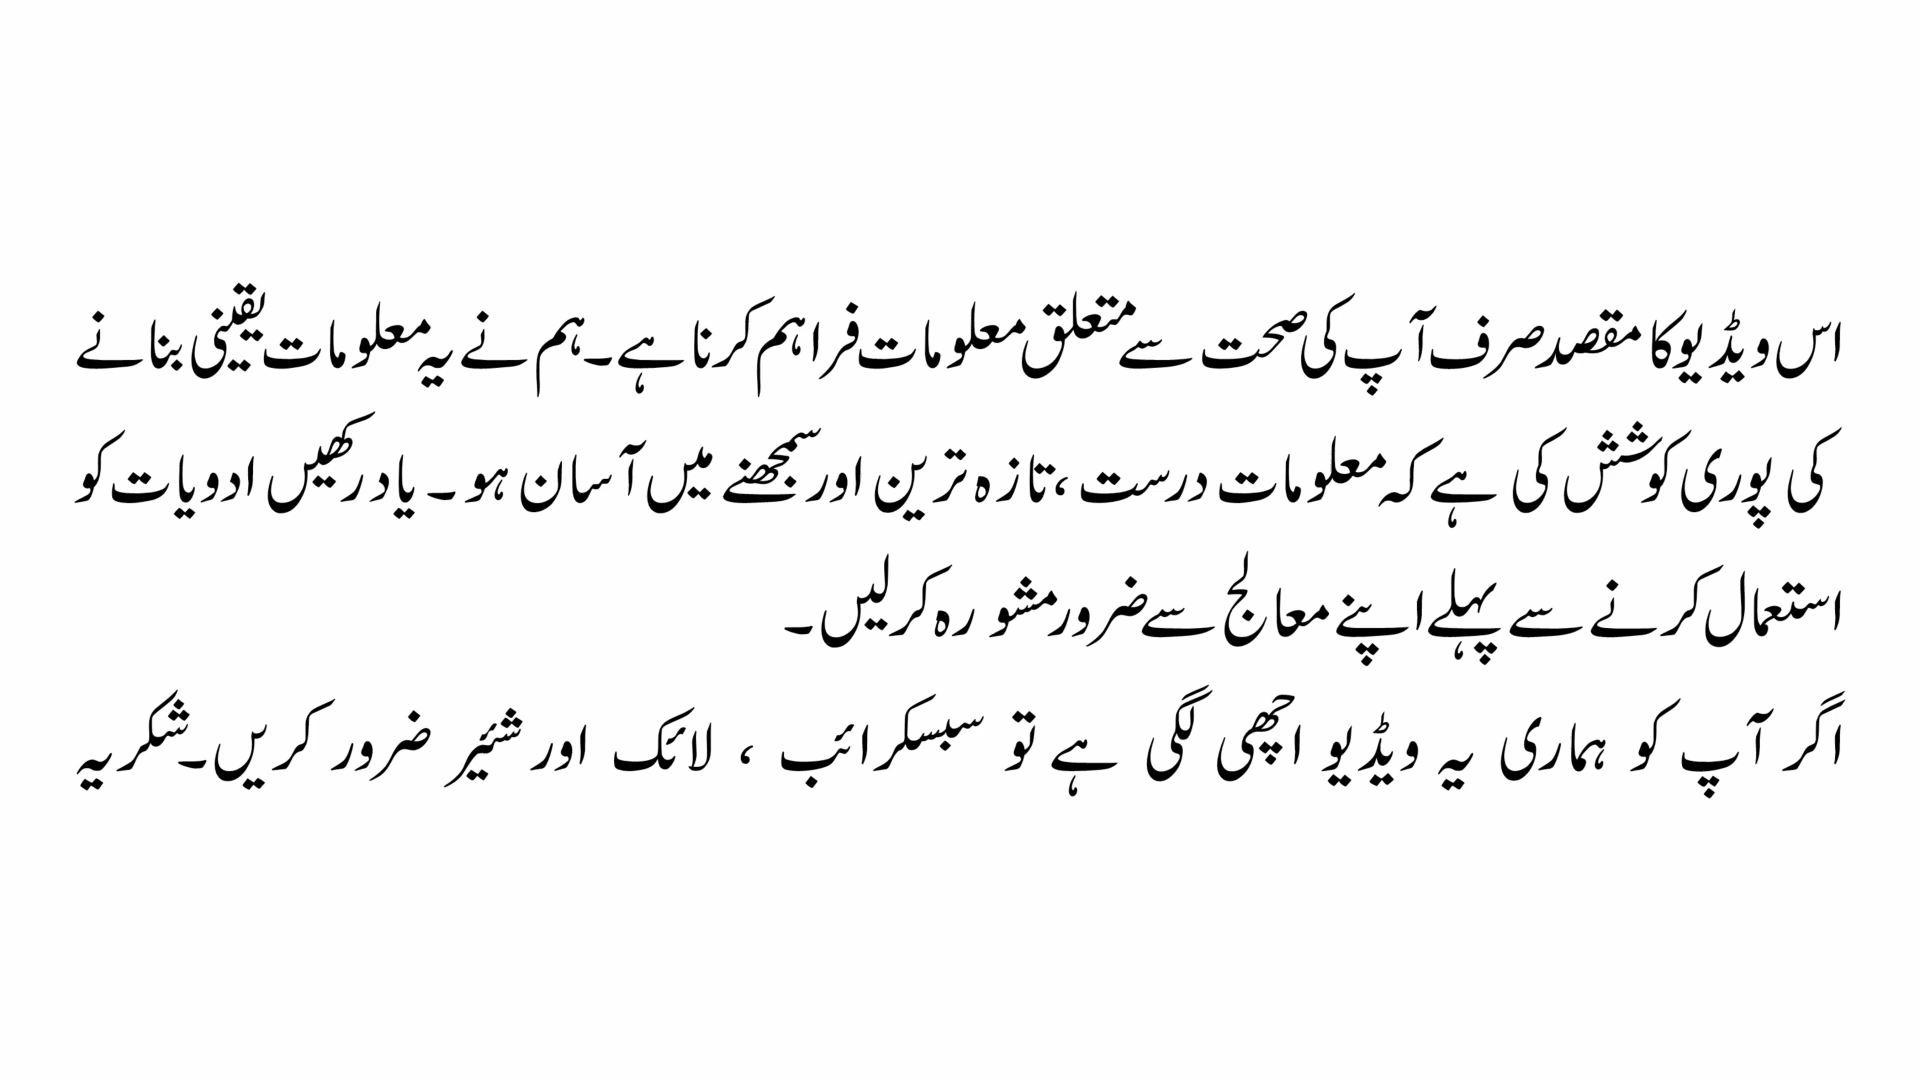 اس ویڈیو کا مقصد صرف آپ کی صحت سے متعلق معلومات فراہم کرنا ہے۔ ہم نے یہ معلومات یقینی بنانے
کی پوری کوشش کی ہے کہ معلومات درست ،تازہ ترین اور سمجھنے میں آسان ہو ۔ یاد رکھیں ادویات کو
استعمال کرنے سے پہلے اپنے معالج سے ضرور مشورہ کر لیں ۔
اگر آپ کو ہماری یہ ویڈیو اچھی لگی ہے تو سبسکرائب ، لائک اور شئیر ضرور کریں۔ شکریہ